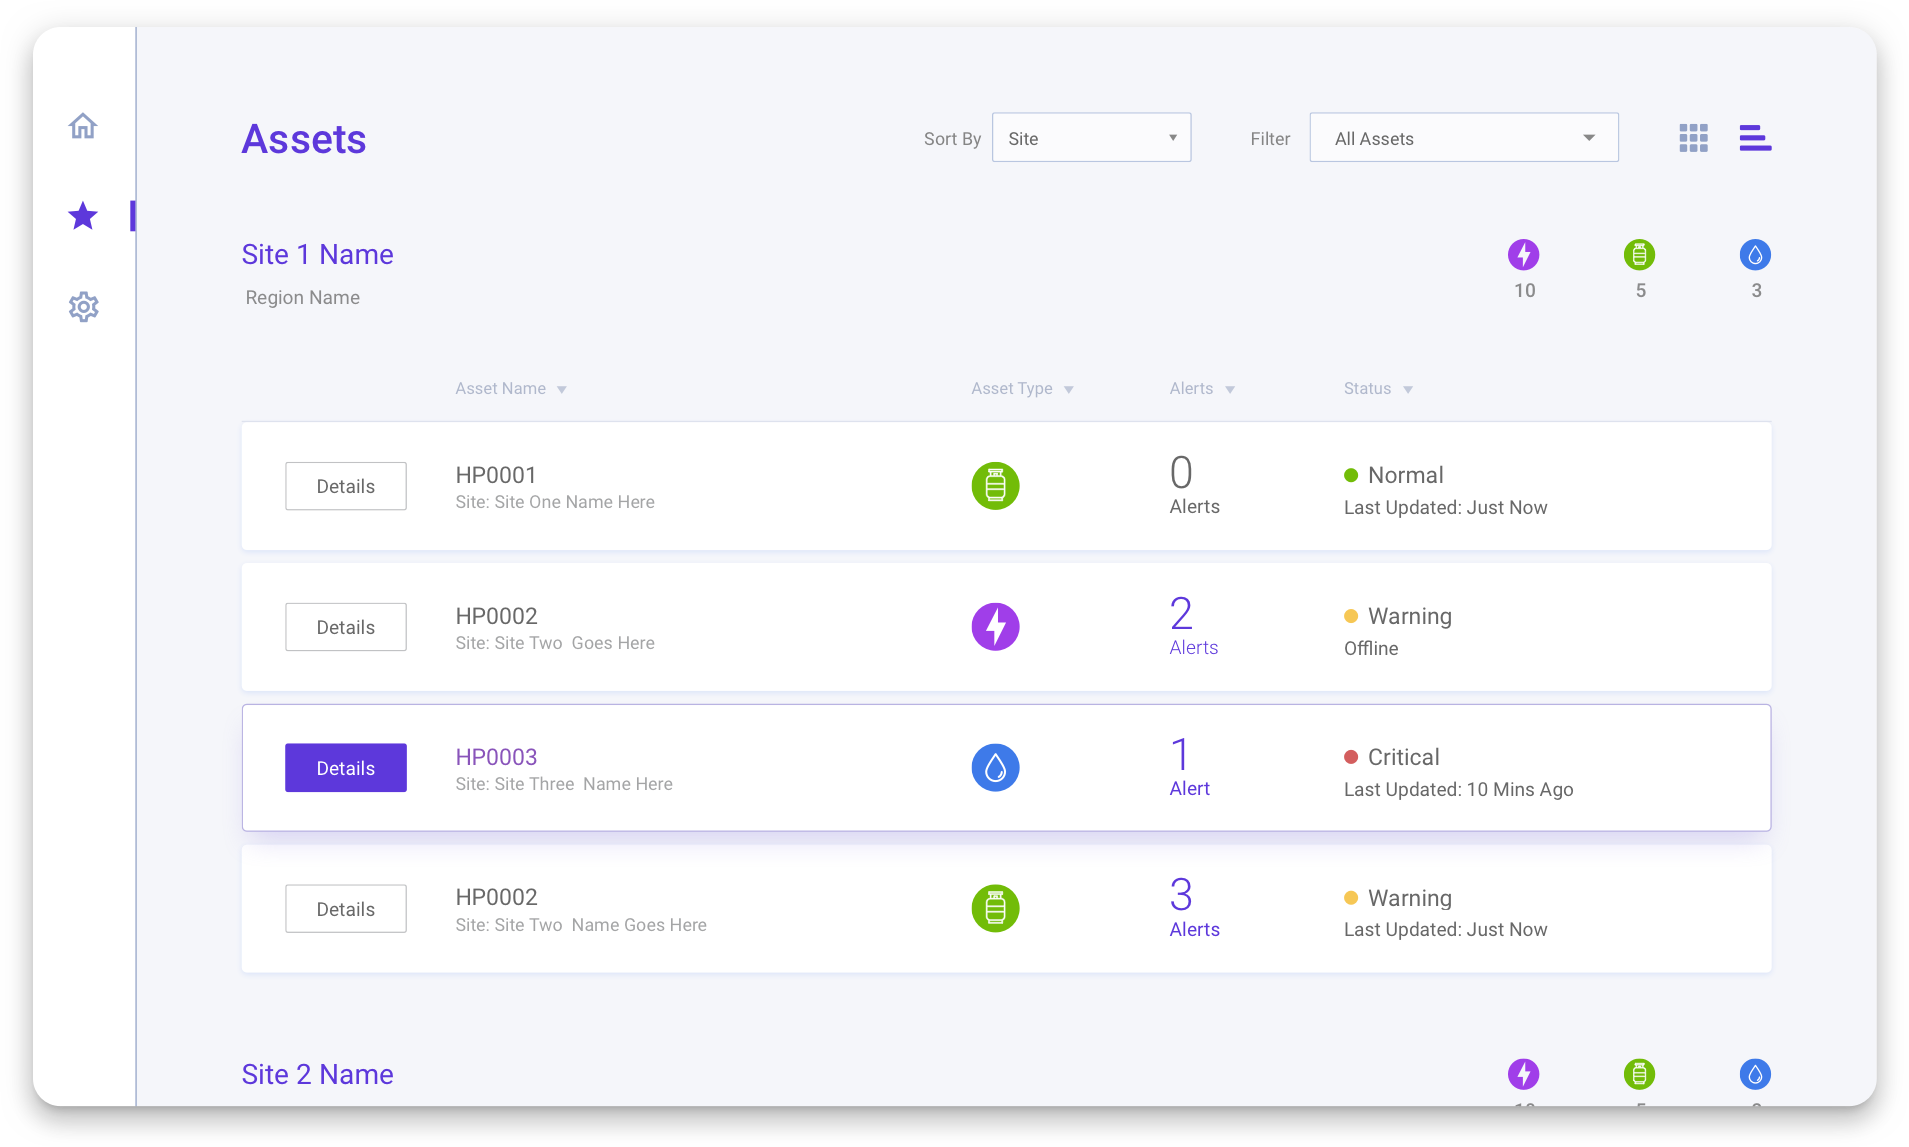 Assets
Sort By Site Filter All Assets
Site 1 Name
Region Name
10 5 3
Asset Name Asset Type Alerts Status
Details HP0001 0 Normal
Site: Site One Name Here Alerts Last Updated: Just Now
Details HP0002 2 Warning
Site: Site Two Goes Here Alerts Offline
Details HP0003 1 Critical
Site: Site Three Name Here Alert Last Updated: 10 Mins Ago
Details HP0002 3 Warning
Site: Site Two Name Goes Here Alerts Last Updated: Just Now
Site 2 Name